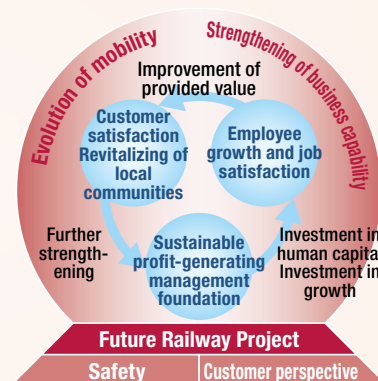 Evolution of mobility
Strengthening of business capability
Improvement of
provided value
Customer
satisfaction
Revitalizing of
local
communities
Employee
growth and job
satisfaction
Further
strength-
ening
Sustainable
profit-generating
management
foundation
Investment in
human capital
Investment in
growth
Future Railway Project
Safety
Customer perspective